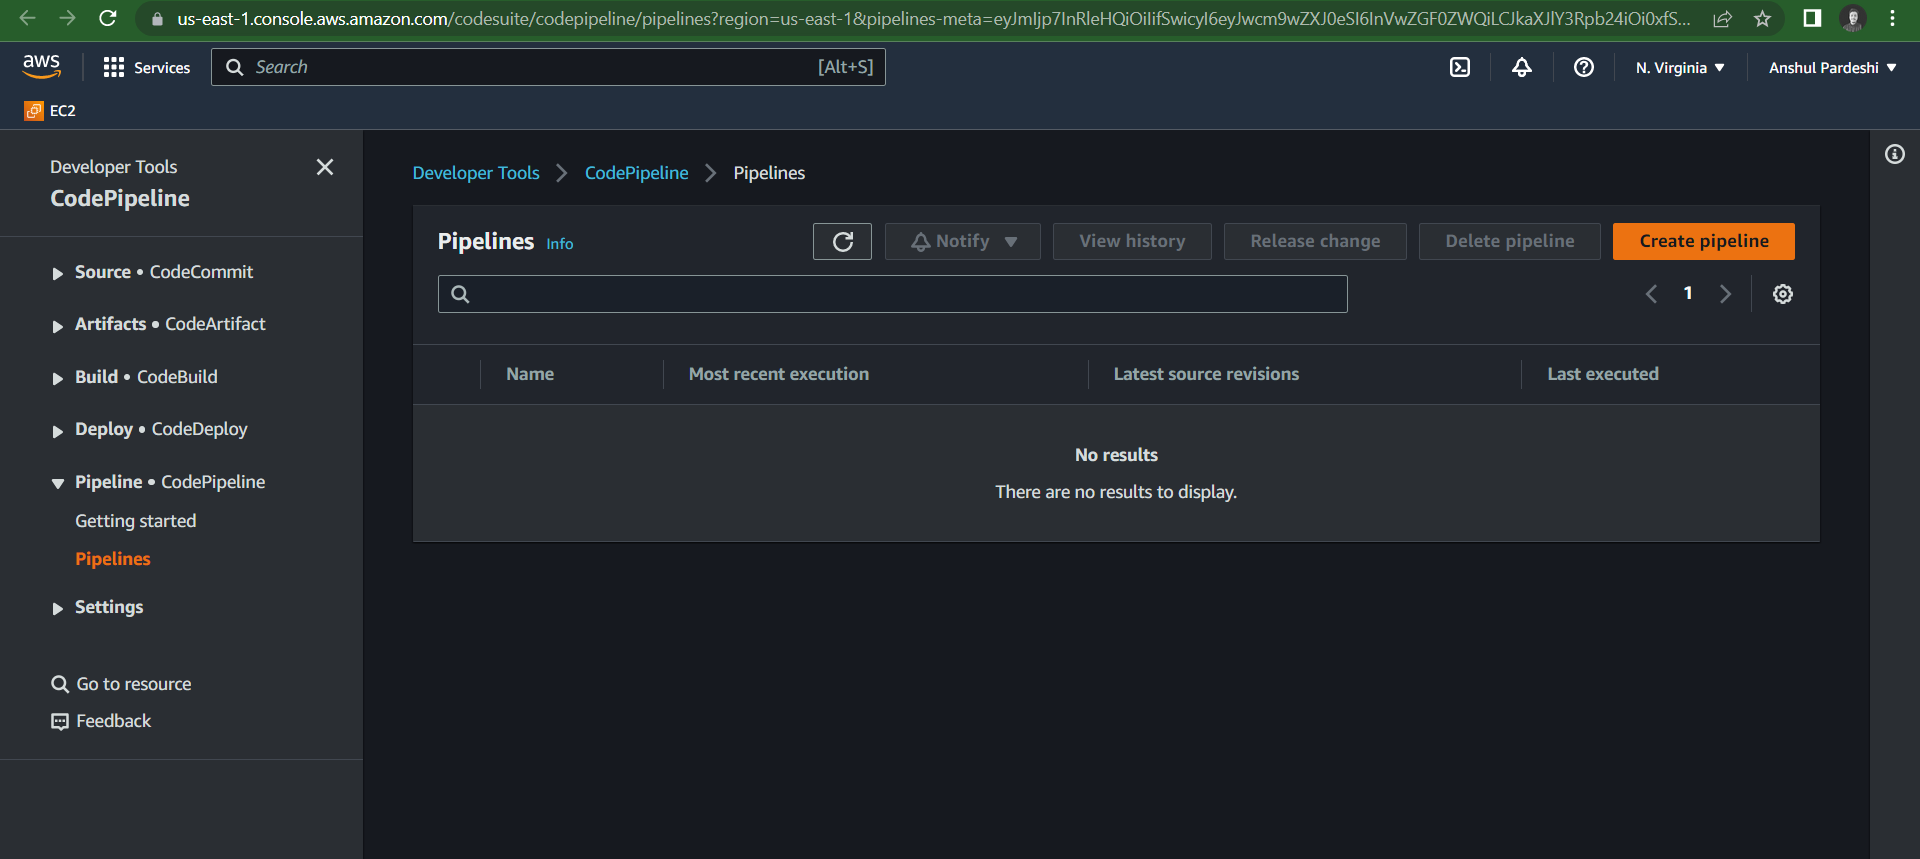 us-east-1.console.aws.amazon.com/codesuite/codepipeline/pipelines?region=us-east-1&pipelines-meta=eyJmIjp7InRleHQiOiIifSwicyI6eyJwcm9wZXJ0eSI6InVwZGF0ZWQiLCJkaXJlY3Rpb24iOi0xfS...
aws
Services
Search
[Alt+S]
N. Virginia
Anshul Pardeshi
EC2
Developer Tools
CodePipeline
Source • CodeCommit
Artifacts • CodeArtifact
Build • CodeBuild
Deploy • CodeDeploy
Pipeline • CodePipeline
Getting started
Pipelines
Settings
Go to resource
Feedback
Developer Tools > CodePipeline > Pipelines
Pipelines Info
Notify
View history
Release change
Delete pipeline
Create pipeline
1
Name
Most recent execution
Latest source revisions
Last executed
No results
There are no results to display.